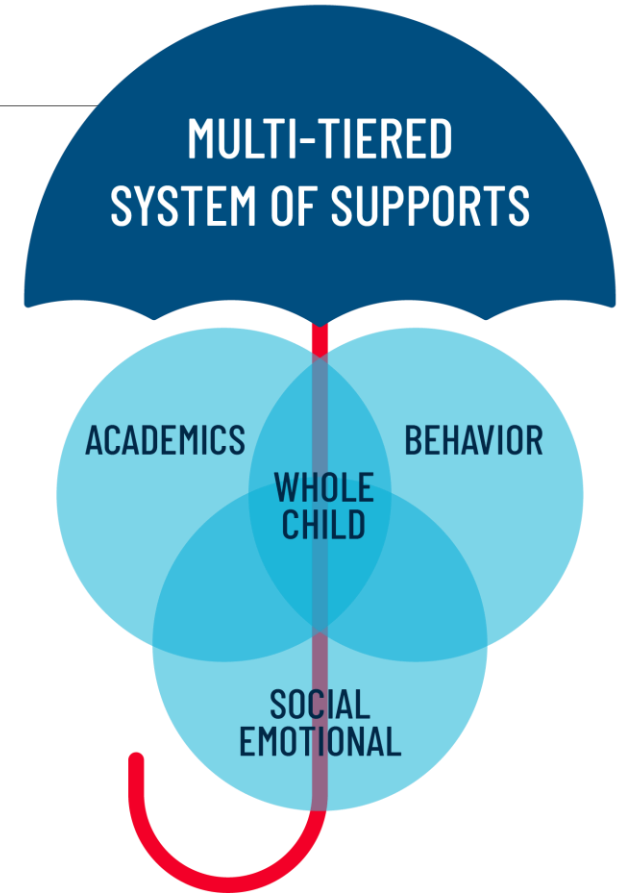 MULTI-TIERED
SYSTEM OF SUPPORTS
ACADEMICS
BEHAVIOR
WHOLE
CHILD
SOCIAL
EMOTIONAL